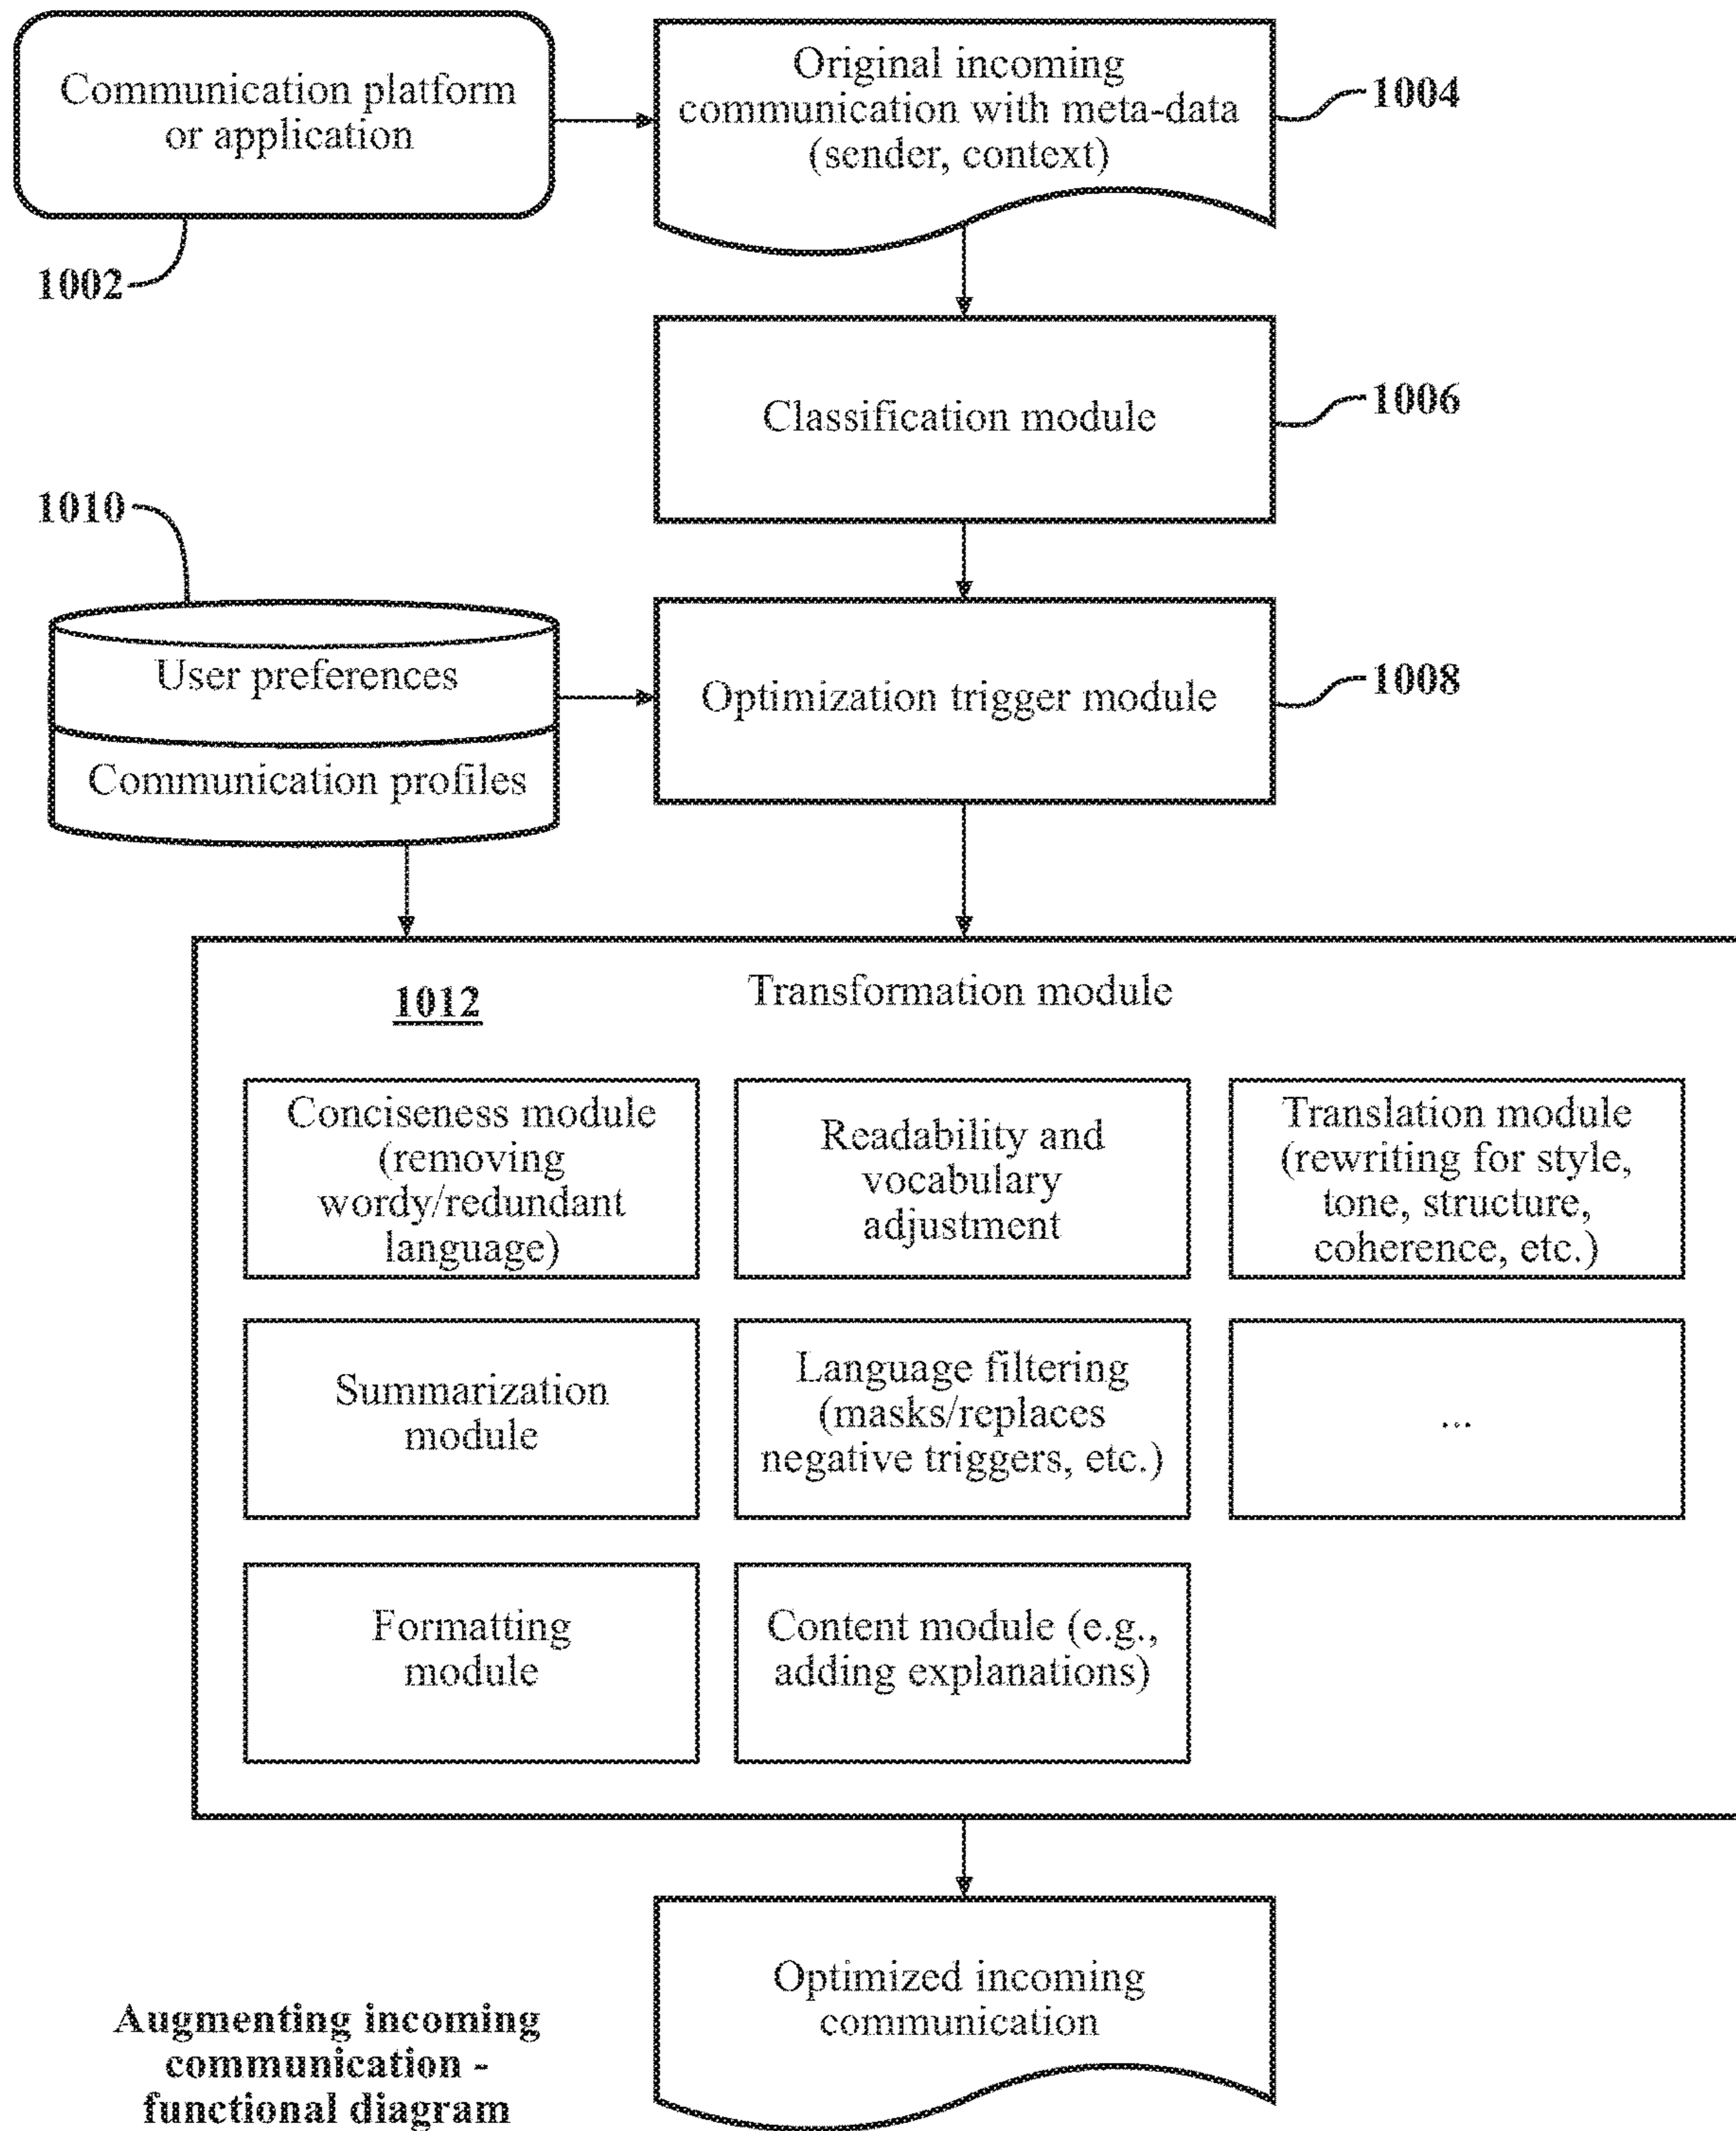 Communication platform
or application
1002
Original incoming
communication with meta-data
(sender, context)
1004
Classification module
1006
1010
User preferences
Communication profiles
Optimization trigger module
1008
1012
Transformation module
Conciseness module
(removing
wordy/redundant
language)
Readability and
vocabulary
adjustment
Translation module
(rewriting for style,
tone, structure,
coherence, etc.)
Summarization
module
Language filtering
(masks/replaces
negative triggers, etc.)
...
Formatting
module
Content module (e.g.,
adding explanations)
Optimized incoming
communication
Augmenting incoming
communication -
functional diagram